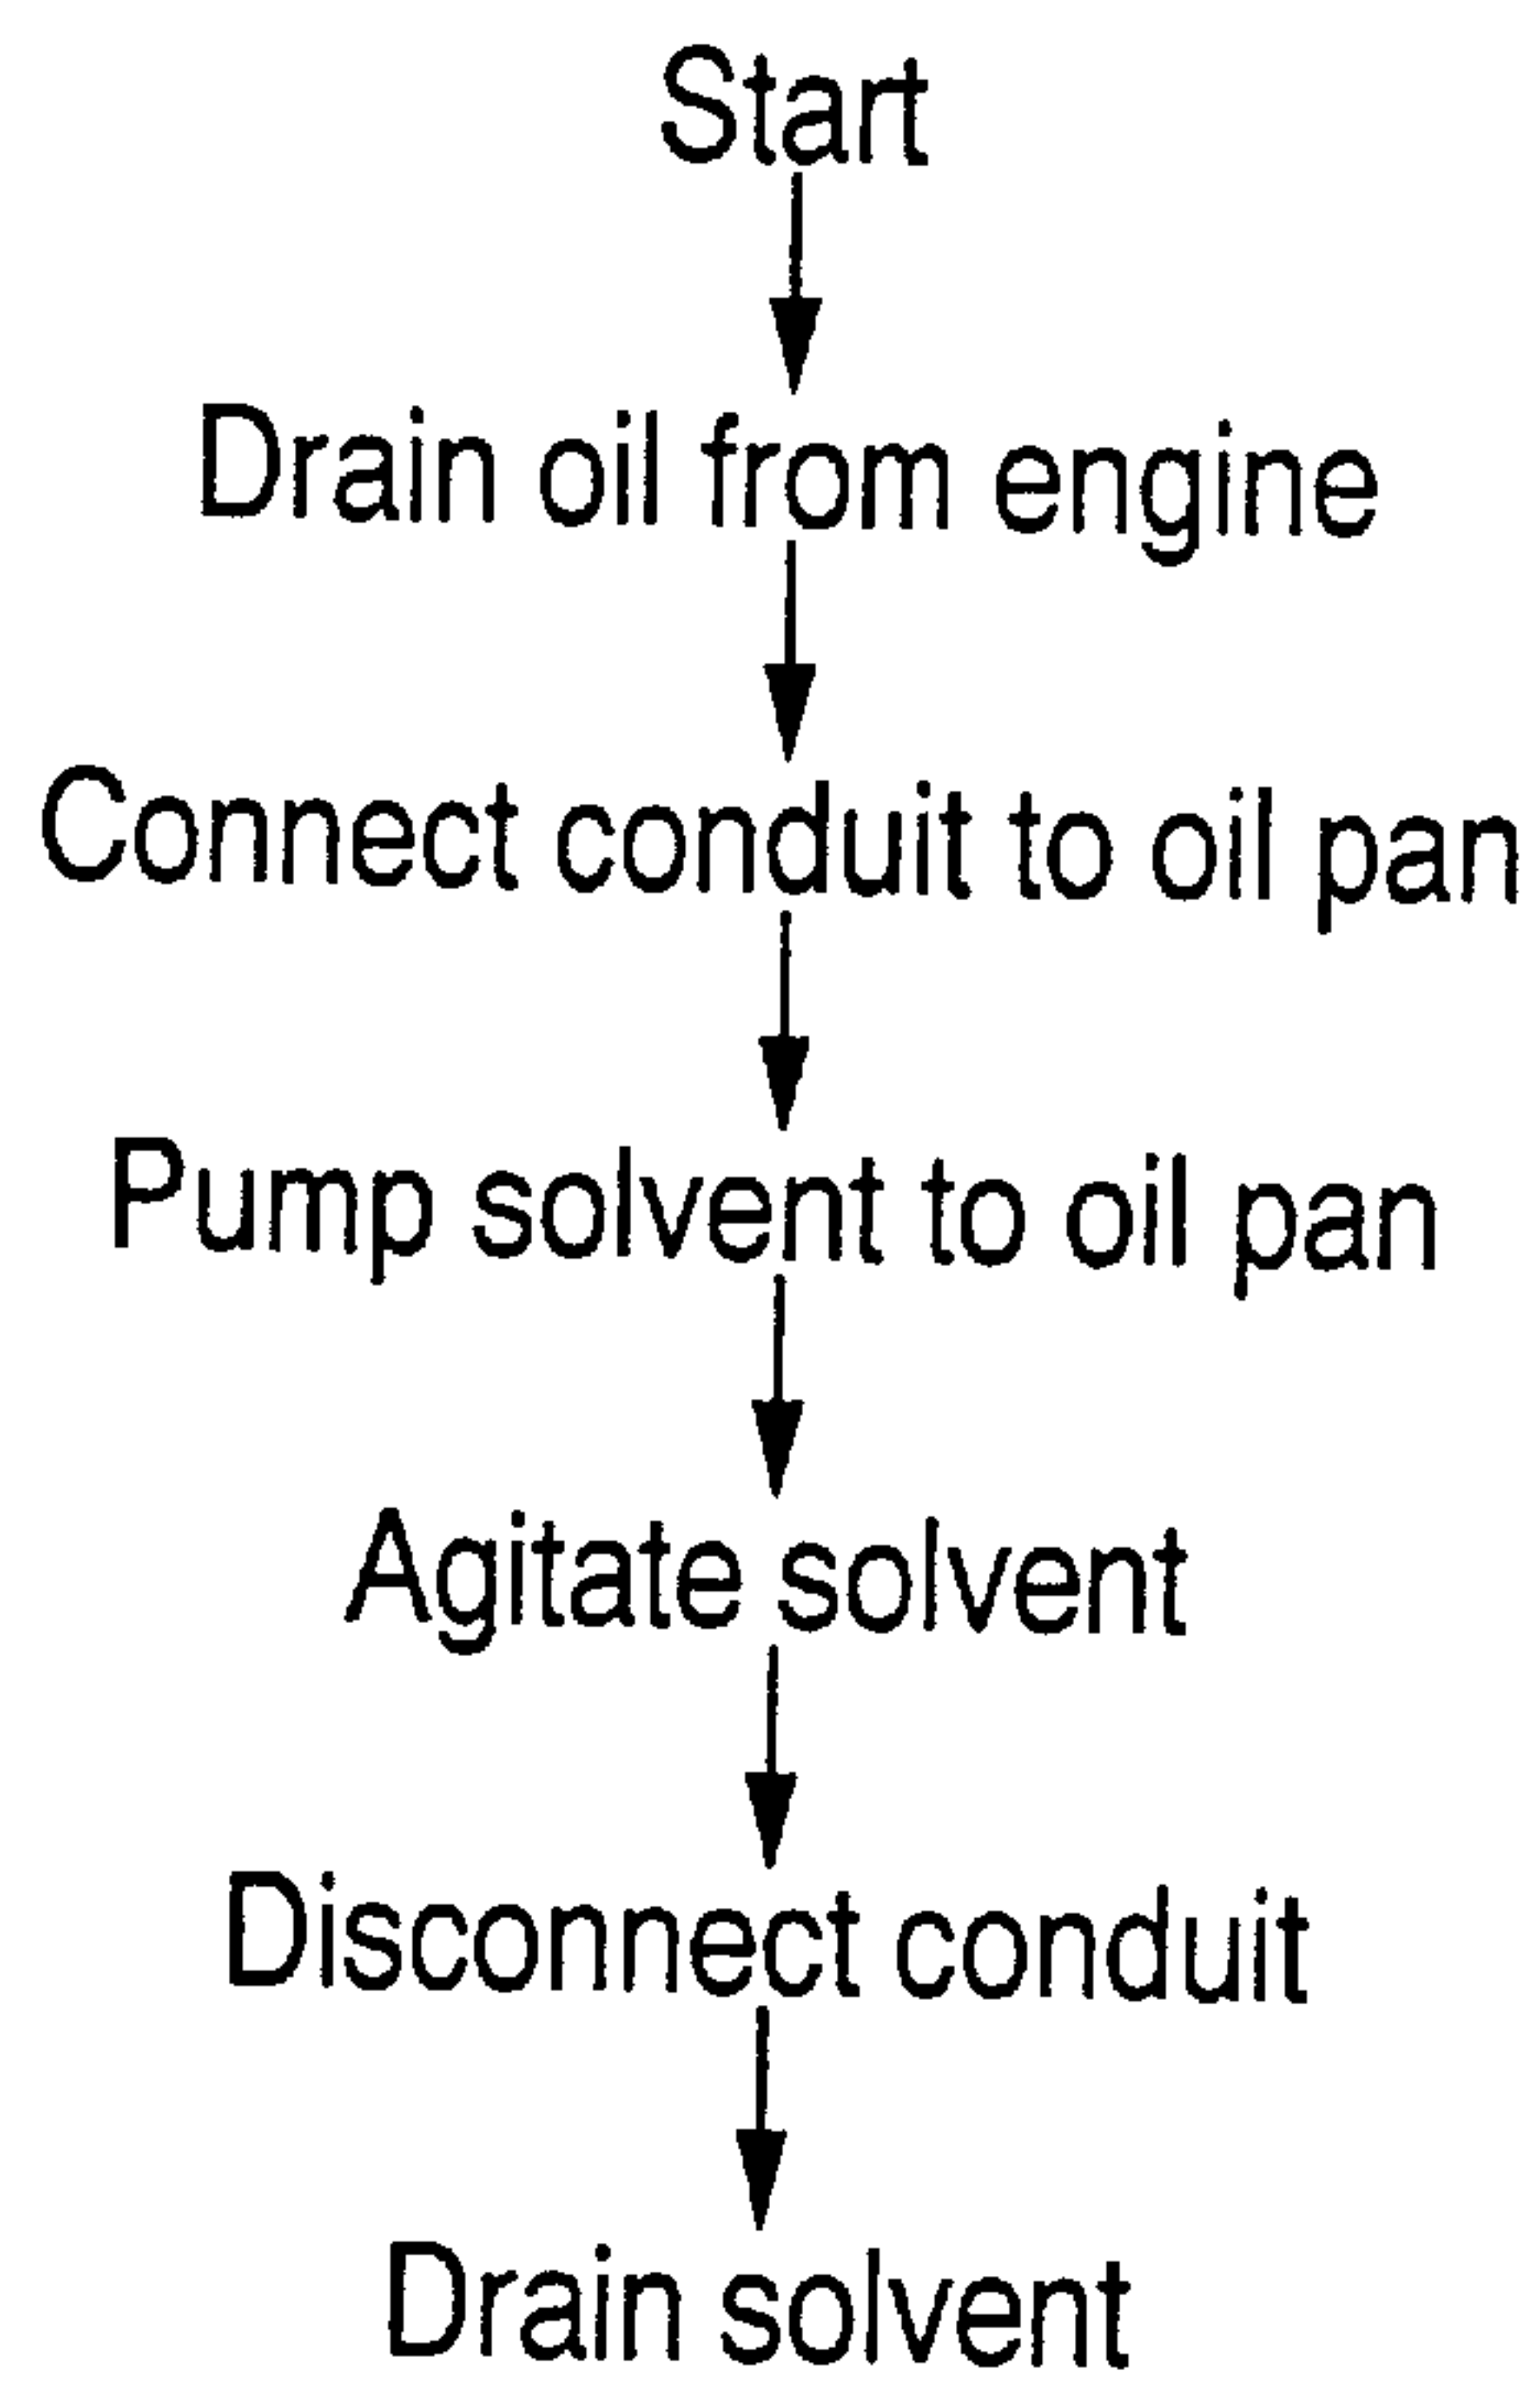 Start
Drain oil from engine
Connect conduit to oil pan
Pump solvent to oil pan
Agitate solvent
Disconnect conduit
Drain solvent